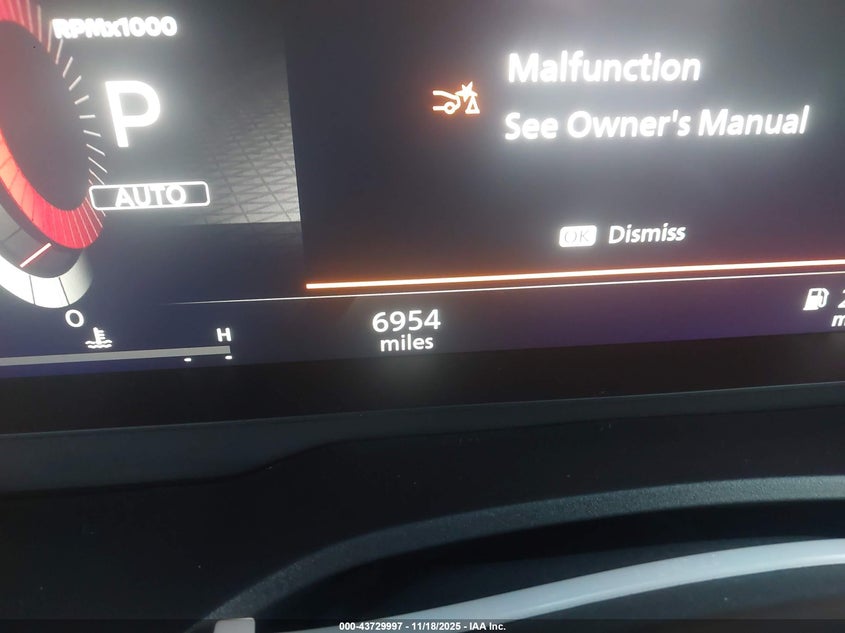 RPMx1000
P
AUTO
Malfunction
See Owner's Manual
OK Dismiss
0
H
6954
miles
000-43729997 - 11/18/2025 - IAA Inc.